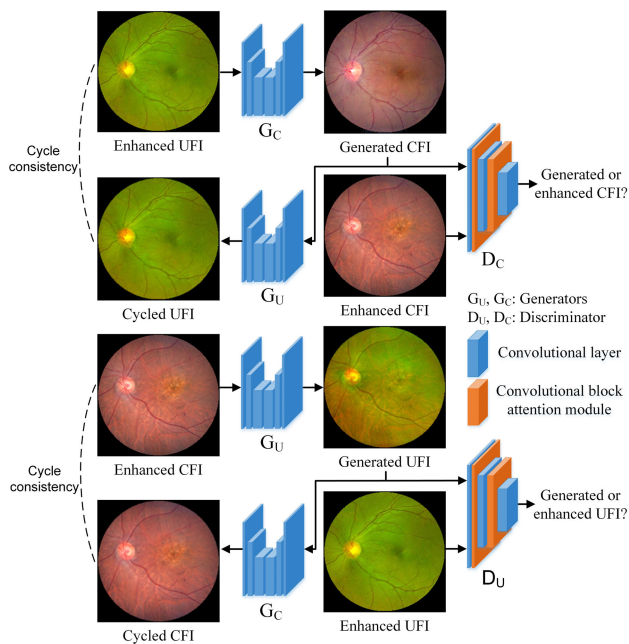 Enhanced UFI
G_C
Generated CFI
Cycle
consistency
Generated or
enhanced CFI?
Cycled UFI
G_U
Enhanced CFI
D_C
G_U, G_C: Generators
D_U, D_C: Discriminator
Convolutional layer
Convolutional block
attention module
Enhanced CFI
G_U
Generated UFI
Cycle
consistency
Generated or
enhanced UFI?
Cycled CFI
G_C
Enhanced UFI
D_U